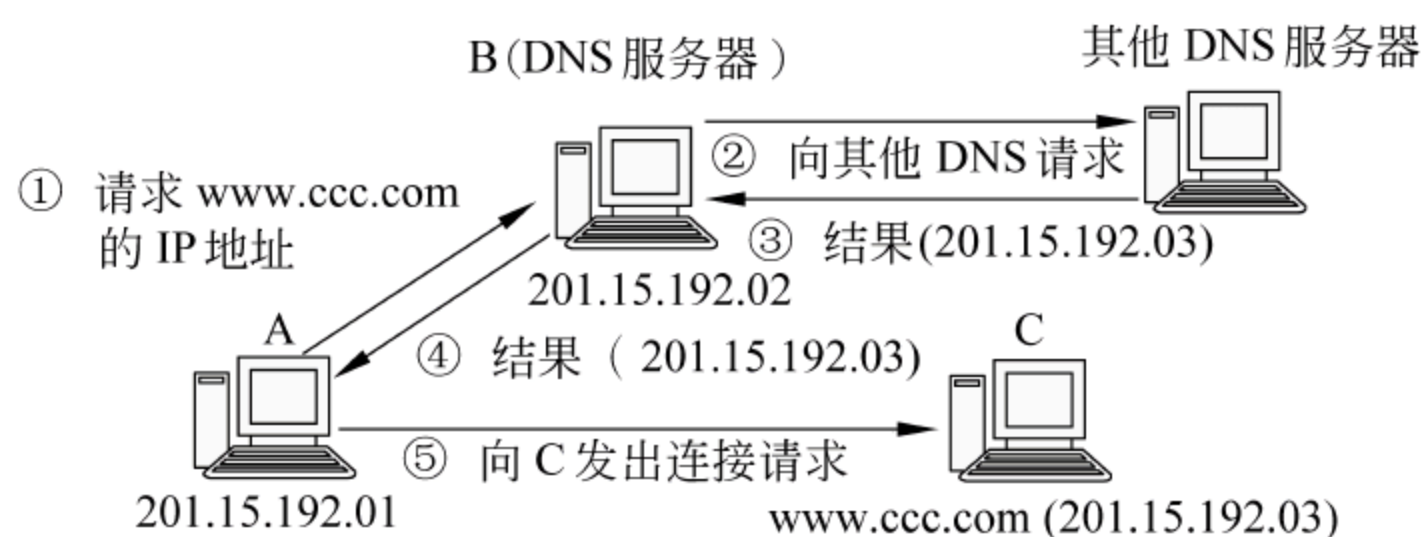 B(DNS服务器)
其他 DNS 服务器
① 请求 www.ccc.com
的 IP 地址
② 向其他 DNS 请求
③ 结果(201.15.192.03)
201.15.192.02
A
④ 结果 ( 201.15.192.03)
C
⑤ 向 C 发出连接请求
201.15.192.01
www.ccc.com (201.15.192.03)